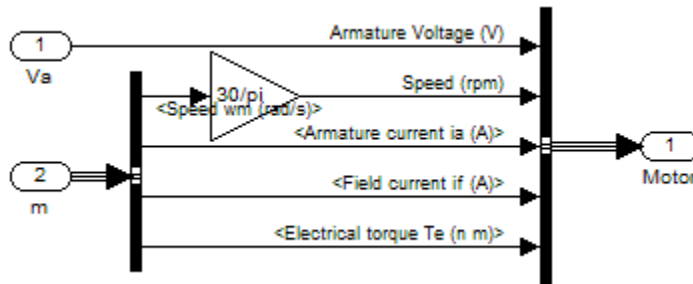 1
Va
Armature Voltage (V)
30/pi
Speed (rpm)
<Speed wm (rad/s)>
<Armature current ia (A)>
1
Motor
2
m
<Field current if (A)>
<Electrical torque Te (n m)>